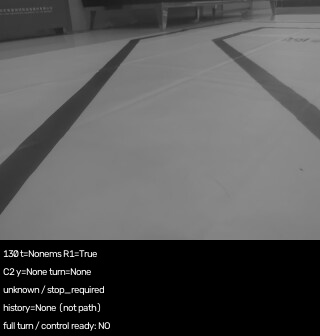 130 t=Nonems R1=True
C2 y=None turn=None
unknown / stop_required
history=None (not path)
full turn / control ready: NO